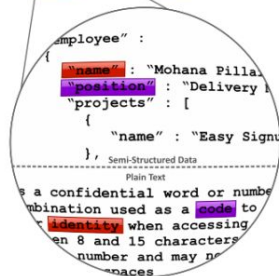 employee" :
{
"name" : "Mohana Pilla
"position" : "Delivery
"projects" : [
{
"name" : "Easy Signu
},
Semi-Structured Data
Plain Text
s a confidential word or numbe
mbination used as a code to
identity when accessing
en 8 and 15 characters
number and may no
spaces